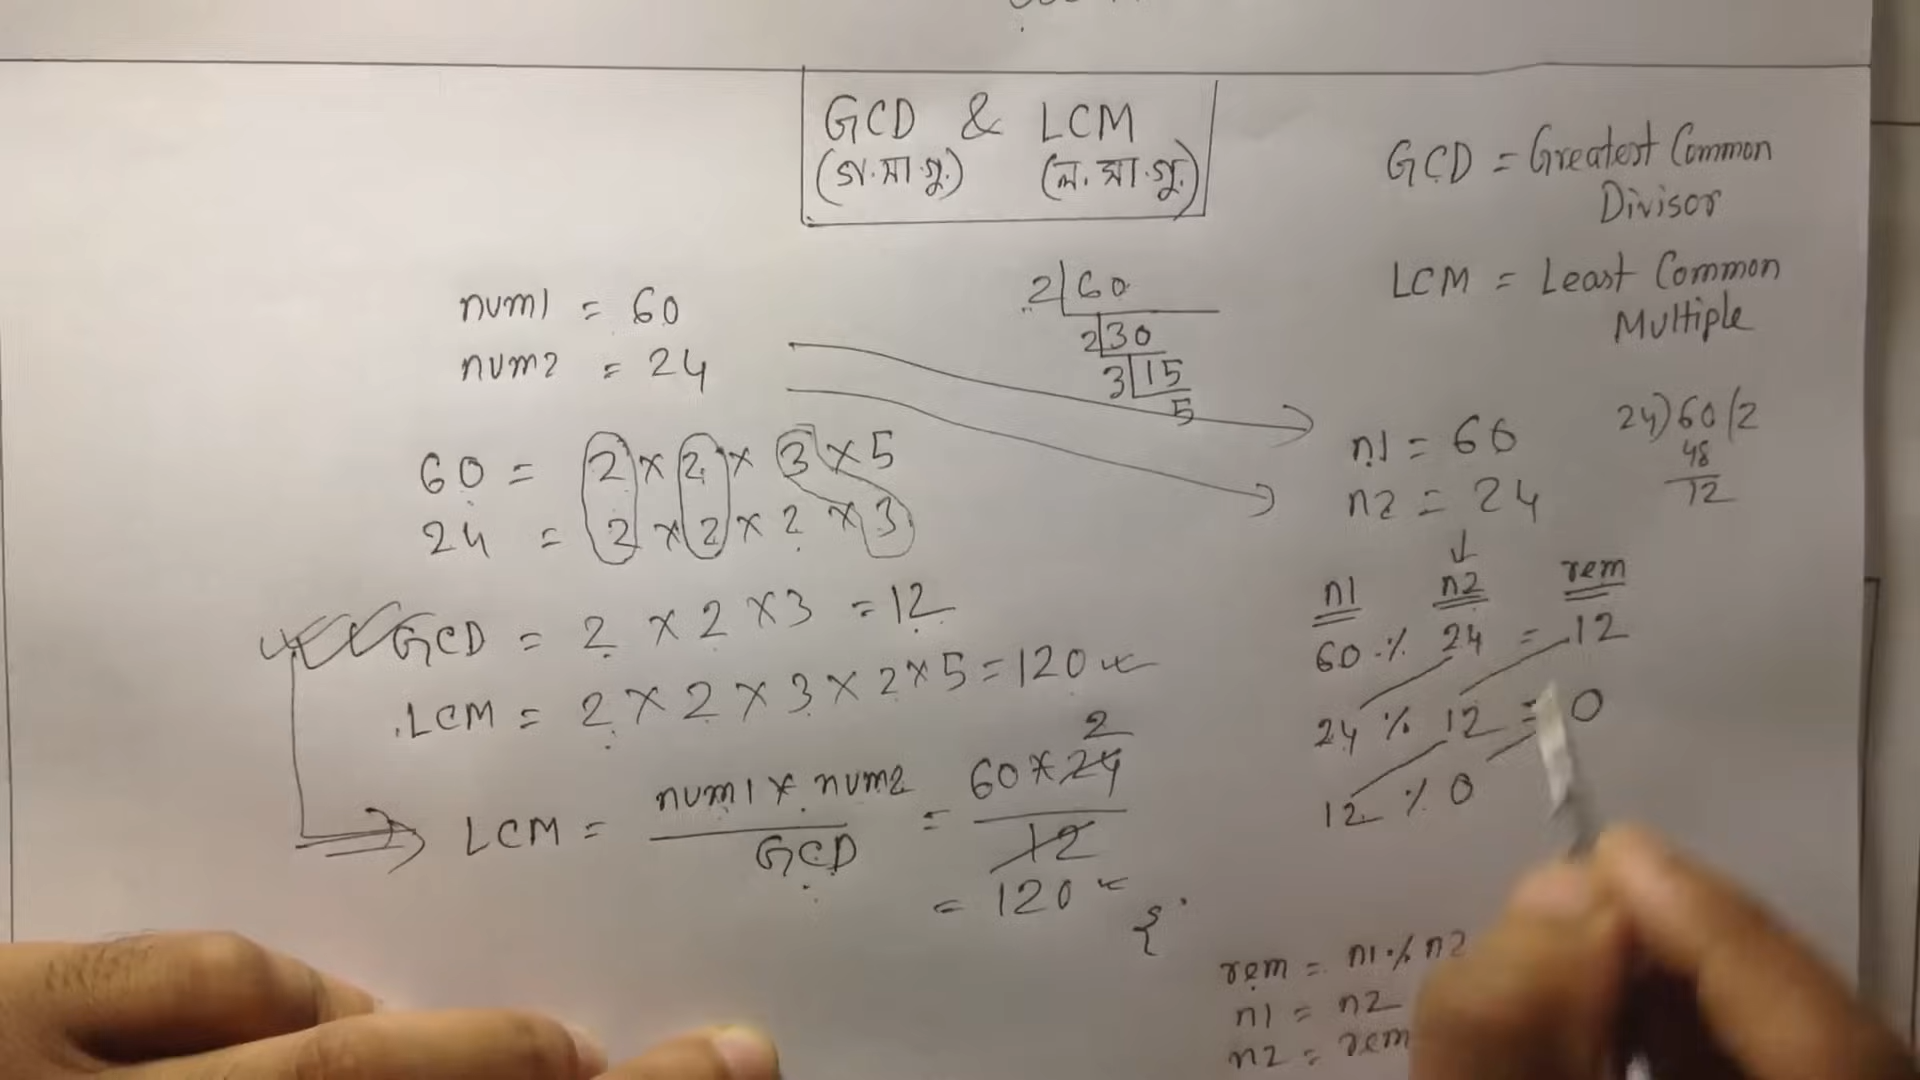 GCD & LCM
(গ.সা.গু.) (ল.সা.গু.)
GCD = Greatest Common
Divisor
LCM = Least Common
Multiple
num1 = 60
num2 = 24
2 60
2 30
3 15
5
60 = 2 × 2 × 3 × 5
24 = 2 × 2 × 2 × 3
GCD = 2 × 2 × 3 = 12
LCM = 2 × 2 × 3 × 2 × 5 = 120
LCM = num1 * num2 / GCD = 60 * 24 / 12
2
= 120
{
n1 = 60
n2 = 24
24)60(2
48
12
n1 n2 rem
60 % 24 = 12
24 % 12 = 0
12 % 0
rem = n1 % n2
n1 = n2
n2 = rem